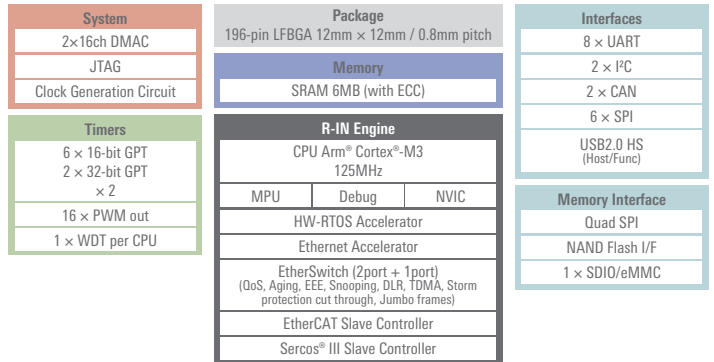 System
2×16ch DMAC
JTAG
Clock Generation Circuit
Timers
6 × 16-bit GPT
2 × 32-bit GPT
× 2
16 × PWM out
1 × WDT per CPU
Package
196-pin LFBGA 12mm × 12mm / 0.8mm pitch
Memory
SRAM 6MB (with ECC)
R-IN Engine
CPU Arm® Cortex®-M3
125MHz
MPU Debug NVIC
HW-RTOS Accelerator
Ethernet Accelerator
EtherSwitch (2port + 1port)
(QoS, Aging, EEE, Snooping, DLR, TDMA, Storm
protection cut through, Jumbo frames)
EtherCAT Slave Controller
Sercos® III Slave Controller
Interfaces
8 × UART
2 × I²C
2 × CAN
6 × SPI
USB2.0 HS
(Host/Func)
Memory Interface
Quad SPI
NAND Flash I/F
1 × SDIO/eMMC